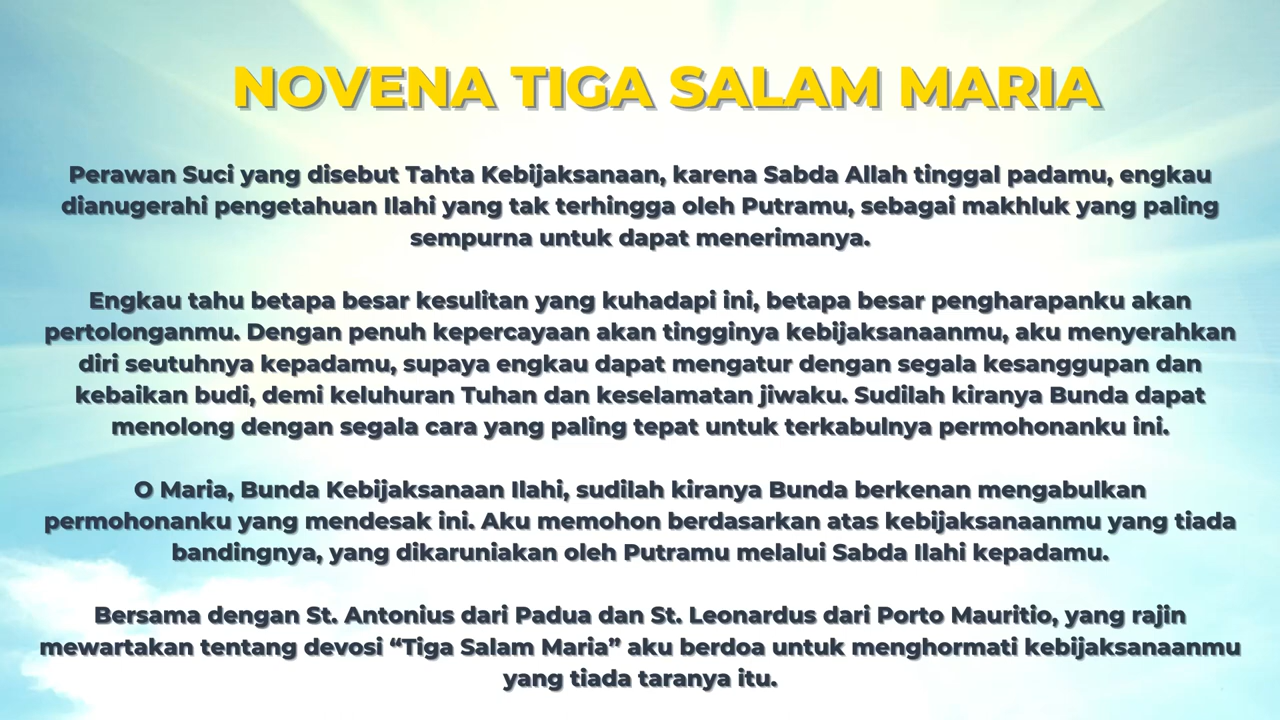 NOVENA TIGA SALAM MARIA
Perawan Suci yang disebut Tahta Kebijaksanaan, karena Sabda Allah tinggal padamu, engkau
dianugerahi pengetahuan Ilahi yang tak terhingga oleh Putramu, sebagai makhluk yang paling
sempurna untuk dapat menerimanya.
Engkau tahu betapa besar kesulitan yang kuhadapi ini, betapa besar pengharapanku akan
pertolonganmu. Dengan penuh kepercayaan akan tingginya kebijaksanaanmu, aku menyerahkan
diri seutuhnya kepadamu, supaya engkau dapat mengatur dengan segala kesanggupan dan
kebaikan budi, demi keluhuran Tuhan dan keselamatan jiwaku. Sudilah kiranya Bunda dapat
menolong dengan segala cara yang paling tepat untuk terkabulnya permohonanku ini.
O Maria, Bunda Kebijaksanaan Ilahi, sudilah kiranya Bunda berkenan mengabulkan
permohonanku yang mendesak ini. Aku memohon berdasarkan atas kebijaksanaanmu yang tiada
bandingnya, yang dikaruniakan oleh Putramu melalui Sabda Ilahi kepadamu.
Bersama dengan St. Antonius dari Padua dan St. Leonardus dari Porto Mauritio, yang rajin
mewartakan tentang devosi “Tiga Salam Maria” aku berdoa untuk menghormati kebijaksanaanmu
yang tiada taranya itu.